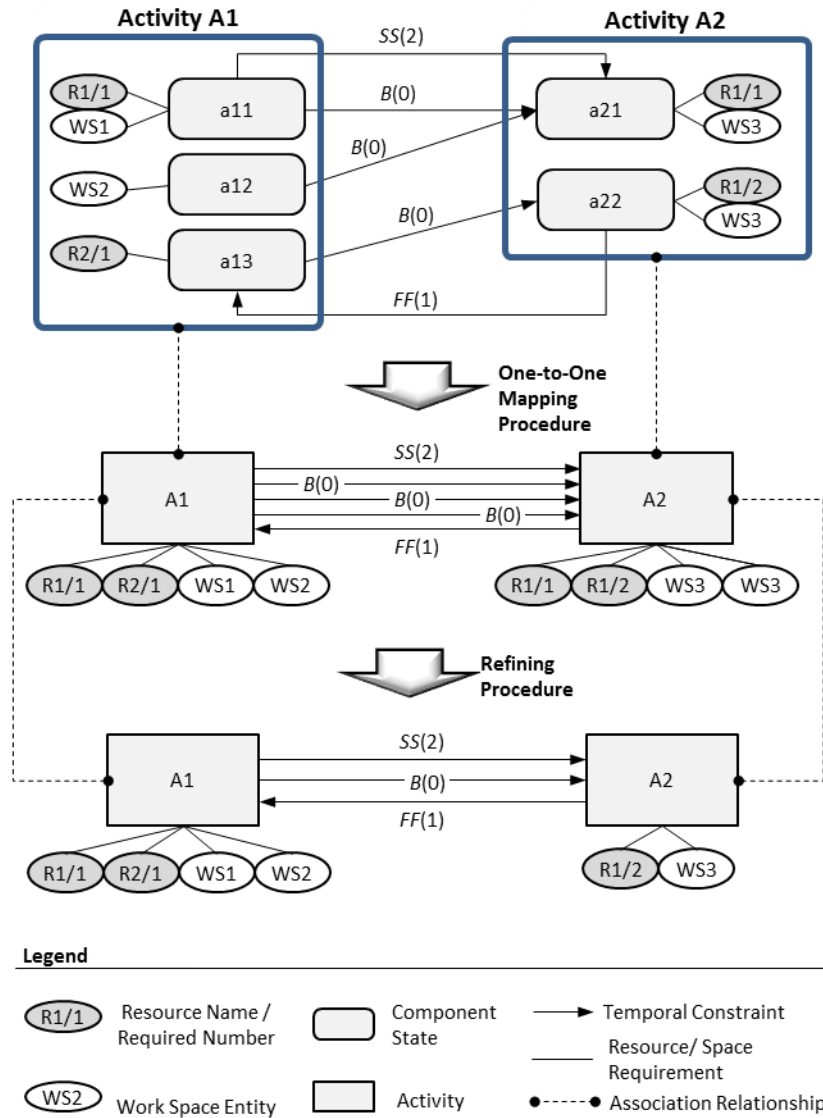 Activity A1
Activity A2
SS(2)
R1/1
WS1
a11
B(0)
a21
R1/1
WS3
B(0)
WS2
a12
R1/2
WS3
a22
B(0)
R2/1
a13
FF(1)
One-to-One
Mapping
Procedure
SS(2)
A1
B(0)
B(0)
B(0)
A2
FF(1)
R1/1
R2/1
WS1
WS2
R1/1
R1/2
WS3
WS3
Refining
Procedure
SS(2)
A1
B(0)
A2
FF(1)
R1/1
R2/1
WS1
WS2
R1/2
WS3
Legend
R1/1
Resource Name /
Required Number
Component
State
Temporal Constraint
Resource/ Space
Requirement
WS2
Work Space Entity
Activity
Association Relationship